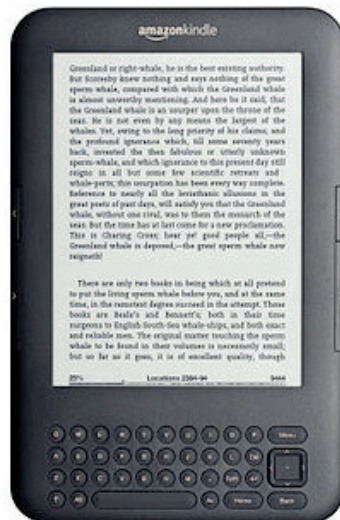 amazonkindle
Greenland or right-whale, he is the best existing authority.
But Scoresby knew nothing and says nothing of the great
sperm whale, compared with which the Greenland whale
is almost unworthy mentioning. And here be it said, that
the Greenland whale is an usurper upon the throne of the
seas. He is not even by any means the largest of the
whales. Yet, owing to the long priority of his claims, and
the profound ignorance which, till some seventy years
back, invested the then fabulous or utterly unknown
sperm-whale, and which ignorance to this present day still
reigns in all but some few scientific retreats and
whale-ports; this usurpation has been every way complete.
Reference to nearly all the leviathanic allusions in the
great poets of past days, will satisfy you that the Greenland
whale, without one rival, was to them the monarch of the
seas. But the time has at last come for a new proclamation.
This is Charing Cross; hear ye! good people all,—the
Greenland whale is deposed,—the great sperm whale now
reigneth!
There are only two books in being which at all pretend
to put the living sperm whale before you, and at the same
time, in the remotest degree succeed in the attempt. Those
books are Beale's and Bennett's; both in their time
surgeons to English South-Sea whale-ships, and both exact
and reliable men. The original matter touching the sperm
whale to be found in their volumes is necessarily small;
but so far as it goes, it is of excellent quality, though
25% Locations 2384-94 9444
Q W E R T Y U I O P Menu
A S D F G H J K L Del
Z X C V B N M . Sym
Alt Aa Home Back